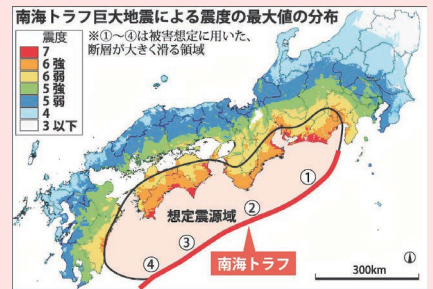 南海トラフ巨大地震による震度の最大値の分布
震度
7
6強
6弱
5強
5弱
4
3以下
※①～④は被害想定に用いた、
断層が大きく滑る領域
想定震源域
①
②
③
④
南海トラフ
300km